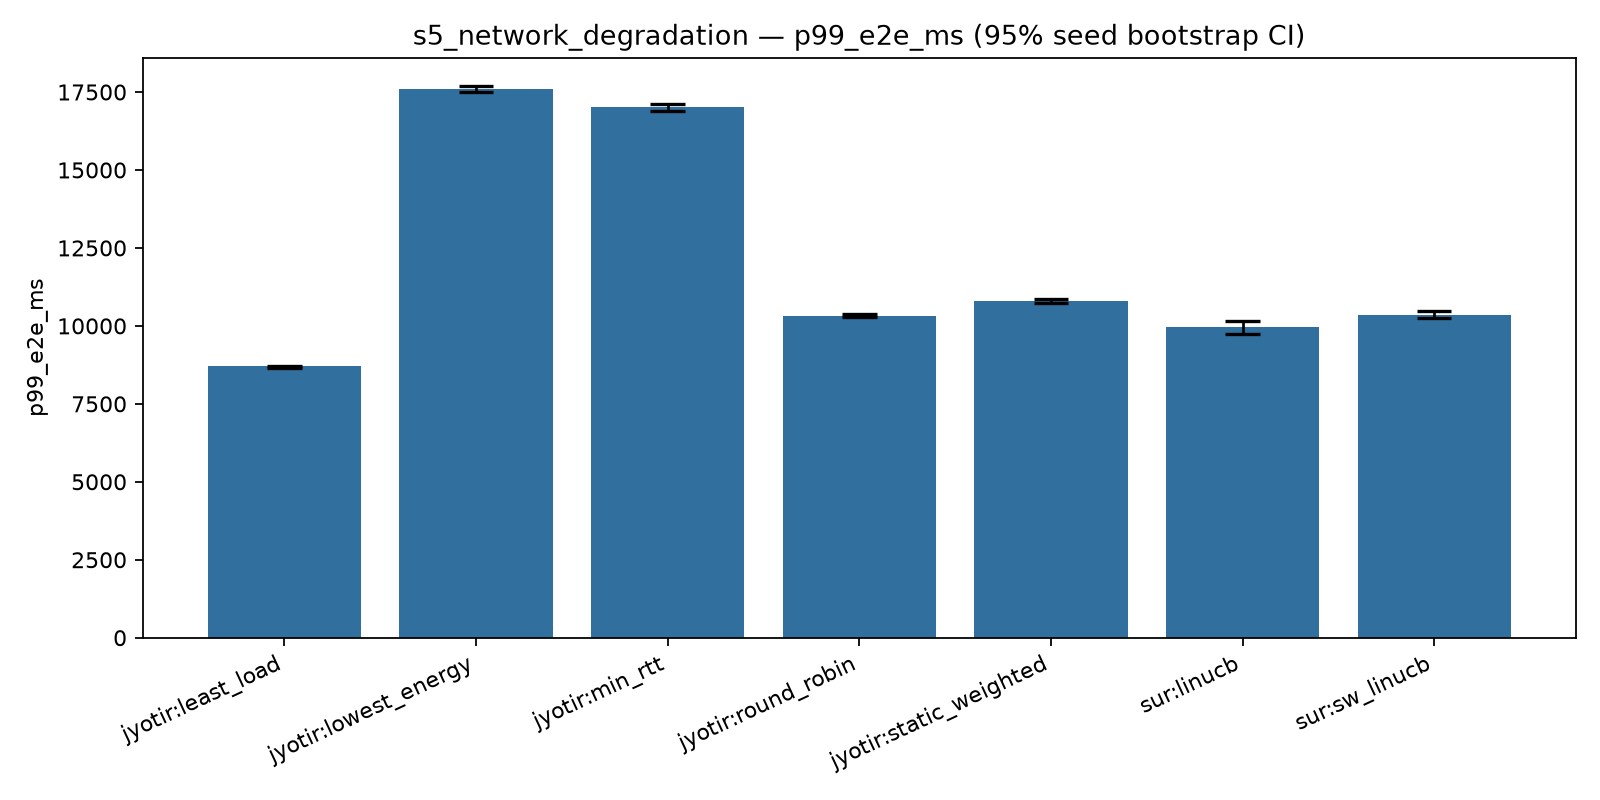 s5_network_degradation — p99_e2e_ms (95% seed bootstrap CI)
p99_e2e_ms
17500
15000
12500
10000
7500
5000
2500
0
jyotir:least_load
jyotir:lowest_energy
jyotir:min_rtt
jyotir:round_robin
jyotir:static_weighted
sur:linucb
sur:sw_linucb